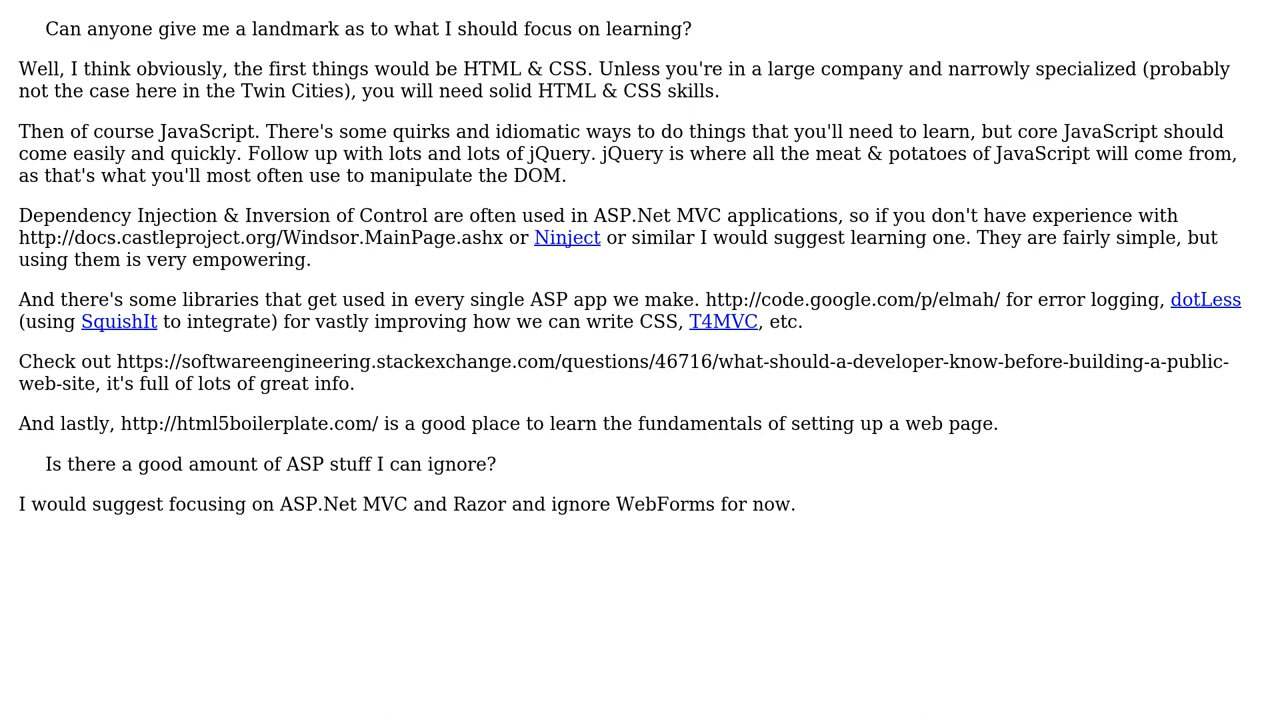 Can anyone give me a landmark as to what I should focus on learning?
Well, I think obviously, the first things would be HTML & CSS. Unless you're in a large company and narrowly specialized (probably
not the case here in the Twin Cities), you will need solid HTML & CSS skills.
Then of course JavaScript. There's some quirks and idiomatic ways to do things that you'll need to learn, but core JavaScript should
come easily and quickly. Follow up with lots and lots of jQuery. jQuery is where all the meat & potatoes of JavaScript will come from,
as that's what you'll most often use to manipulate the DOM.
Dependency Injection & Inversion of Control are often used in ASP.Net MVC applications, so if you don't have experience with
http://docs.castleproject.org/Windsor.MainPage.ashx or Ninject or similar I would suggest learning one. They are fairly simple, but
using them is very empowering.
And there's some libraries that get used in every single ASP app we make. http://code.google.com/p/elmah/ for error logging, dotLess
(using SquishIt to integrate) for vastly improving how we can write CSS, T4MVC, etc.
Check out https://softwareengineering.stackexchange.com/questions/46716/what-should-a-developer-know-before-building-a-public-
web-site, it's full of lots of great info.
And lastly, http://html5boilerplate.com/ is a good place to learn the fundamentals of setting up a web page.
Is there a good amount of ASP stuff I can ignore?
I would suggest focusing on ASP.Net MVC and Razor and ignore WebForms for now.